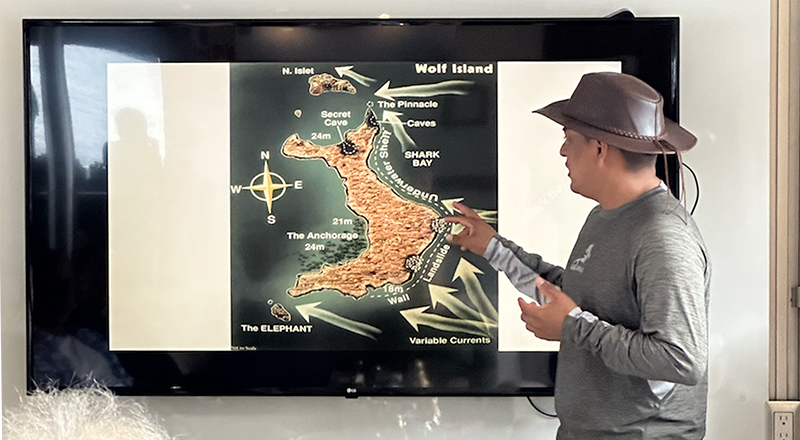 Wolf Island
N. Islet
The Pinnacle
Secret
Cave
Caves
24m
SHARK
BAY
Underwater Shelf
N
W
E
S
21m
The Anchorage
24m
Landslide
18m
Wall
The ELEPHANT
Variable Currents
Not to Scale
LG